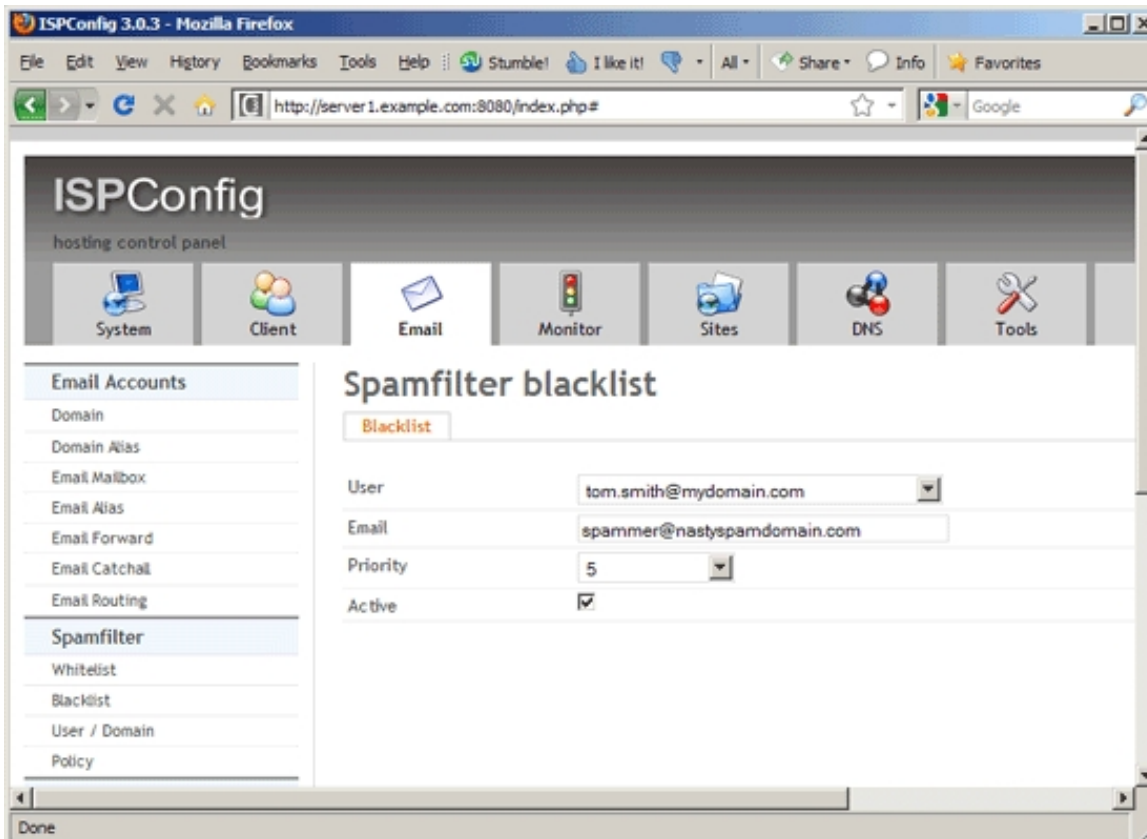 ISPConfig 3.0.3 - Mozilla Firefox
File Edit View History Bookmarks Tools Help Stumble! I like it! All Share Info Favorites
http://server1.example.com:8080/index.php# Google
ISPConfig
hosting control panel
System Client Email Monitor Sites DNS Tools
Email Accounts
Domain
Domain Alias
Email Mailbox
Email Alias
Email Forward
Email Catchall
Email Routing
Spamfilter
Whitelist
Blacklist
User / Domain
Policy
Spamfilter blacklist
Blacklist
User tom.smith@mydomain.com
Email spammer@nastyspamdomain.com
Priority 5
Active
Done